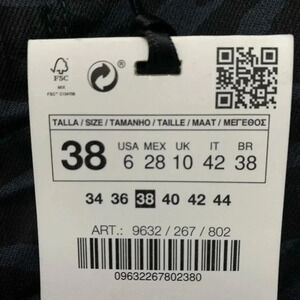 FSC
MIX
TALLA / SIZE / TAMANHO / TAILLE / MAAT / ΜΕΓΕΘΟΣ
38 USA 6 MEX 28 UK 10 IT 42 BR 38
34 36 38 40 42 44
ART.: 9632 / 267 / 802
09632267802380